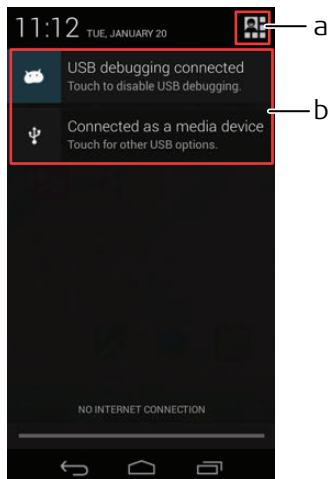 11:12 TUE, JANUARY 20
a
USB debugging connected
Touch to disable USB debugging.
b
Connected as a media device
Touch for other USB options.
NO INTERNET CONNECTION